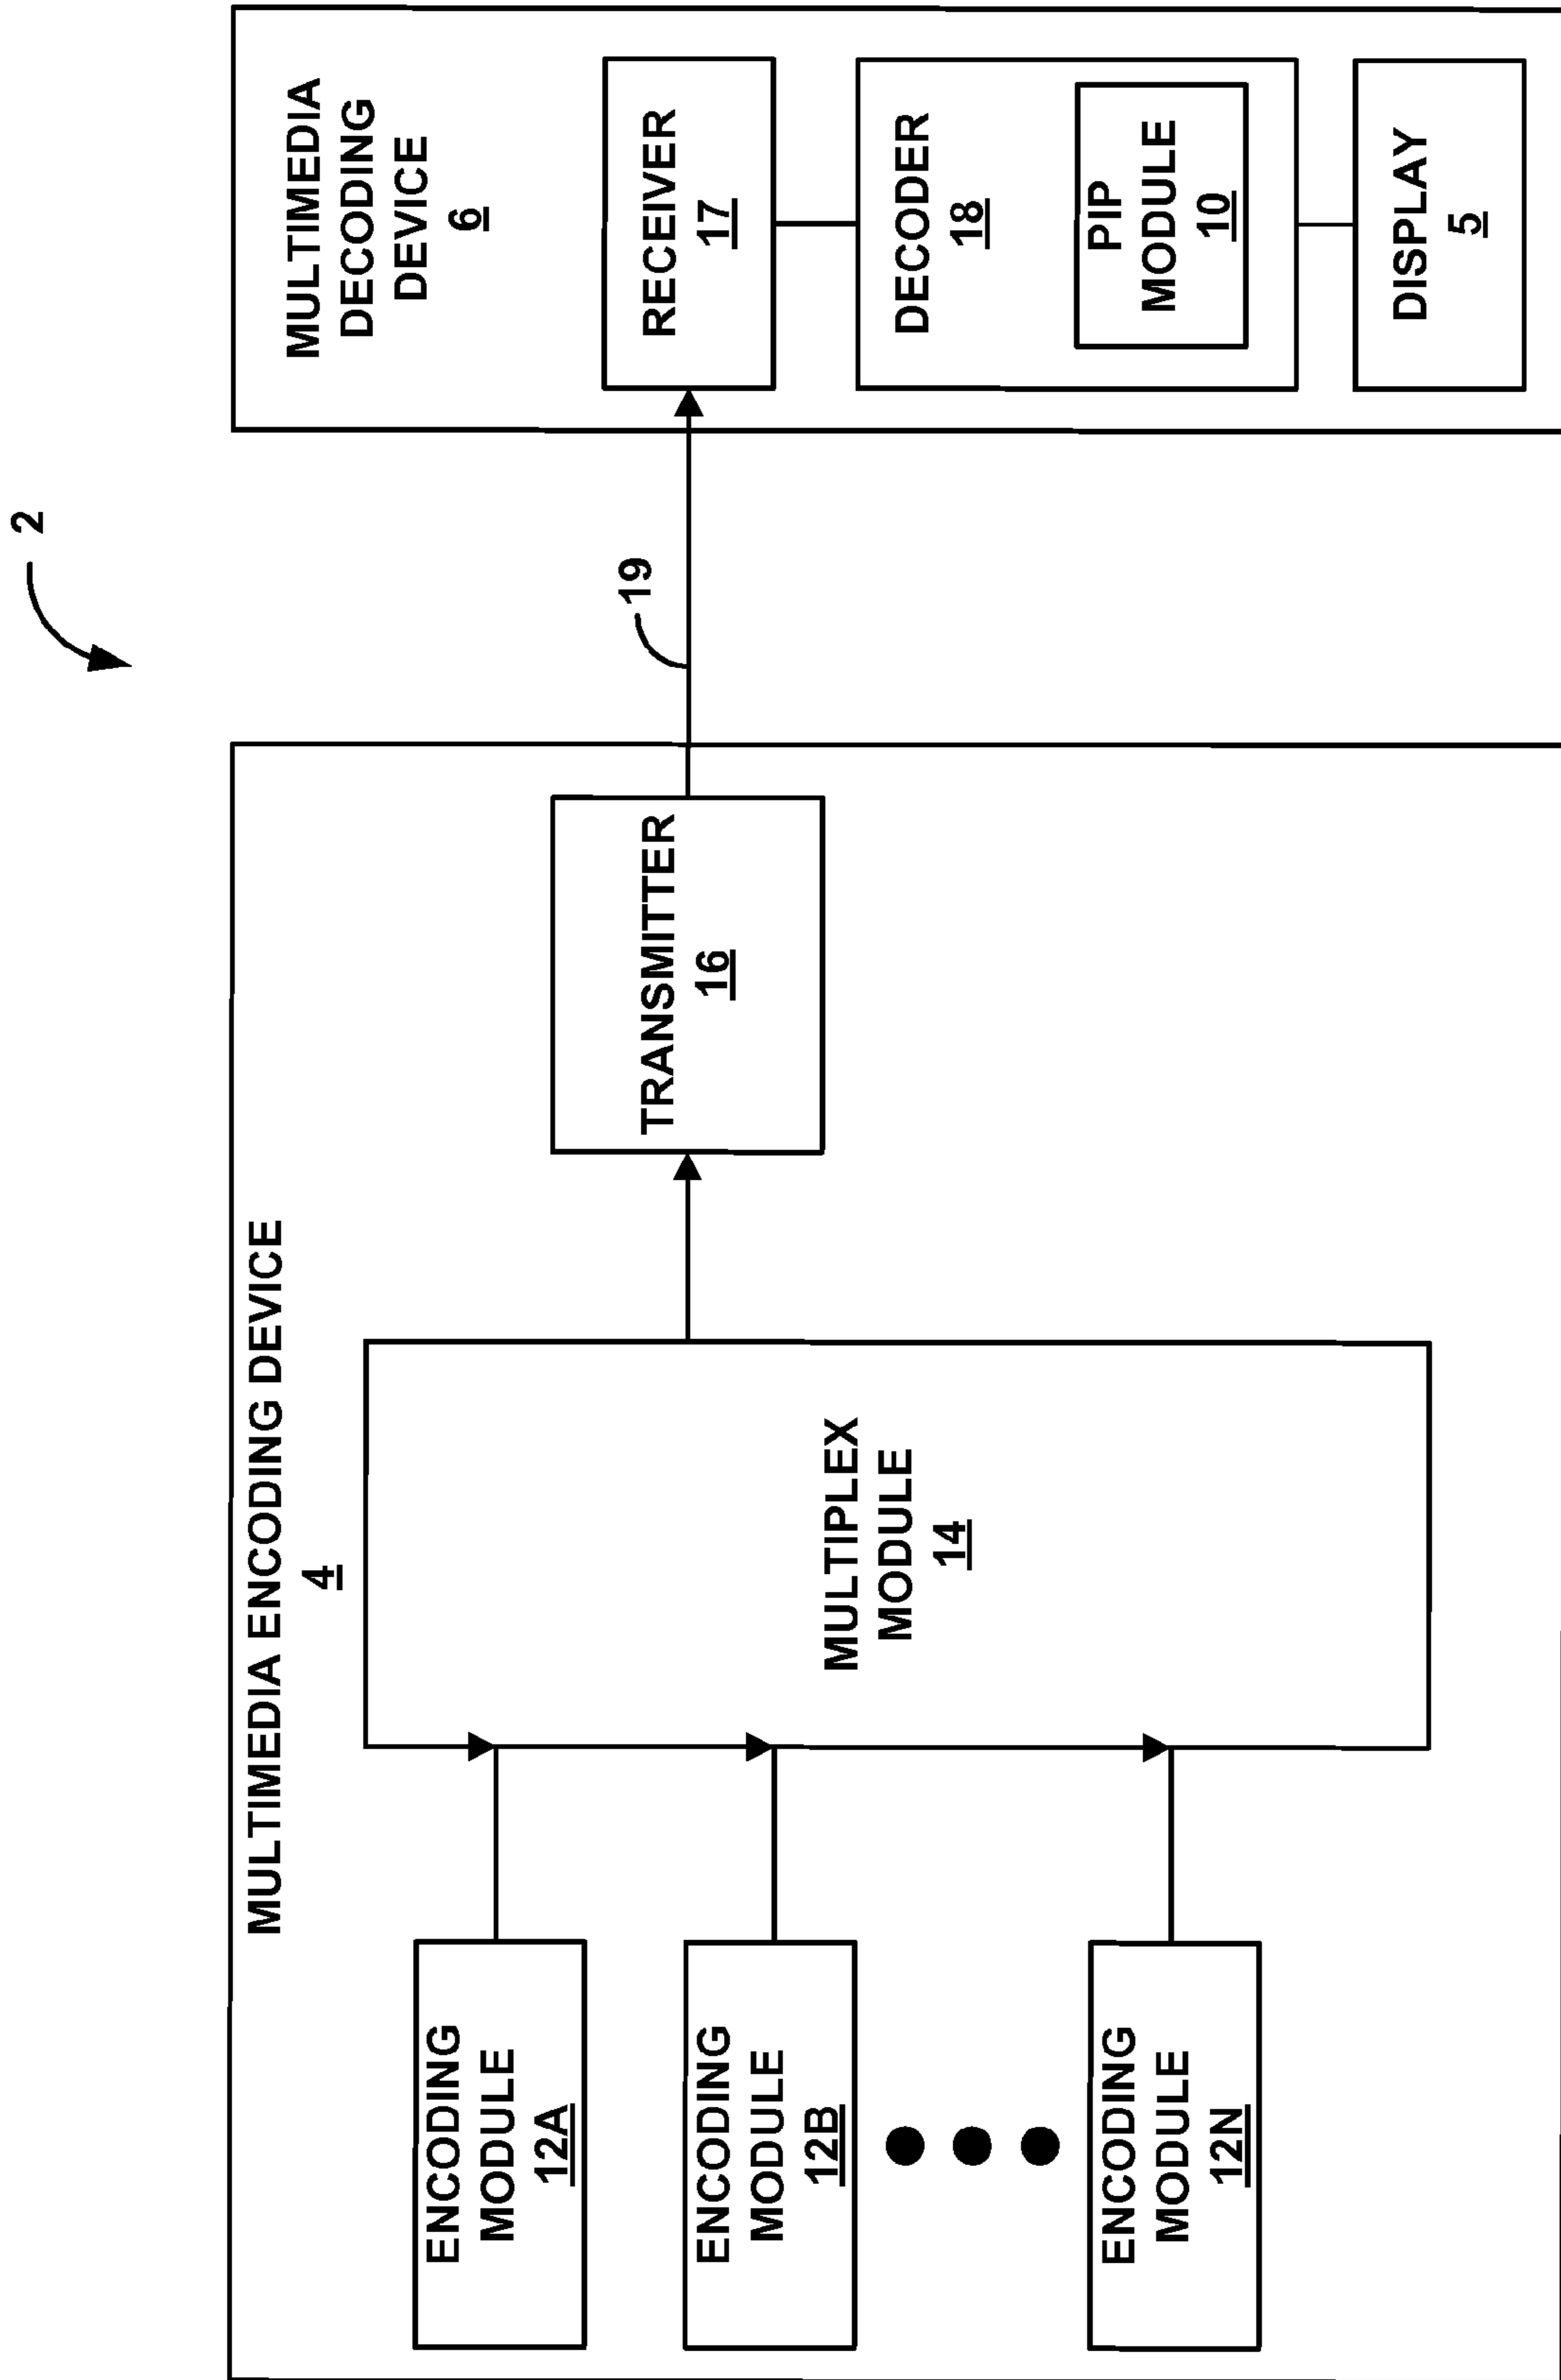 2
MULTIMEDIA ENCODING DEVICE
4
ENCODING
MODULE
12A
ENCODING
MODULE
12B
ENCODING
MODULE
12N
MULTIPLEX
MODULE
14
TRANSMITTER
16
19
MULTIMEDIA
DECODING
DEVICE
6
RECEIVER
17
DECODER
18
PIP
MODULE
10
DISPLAY
5